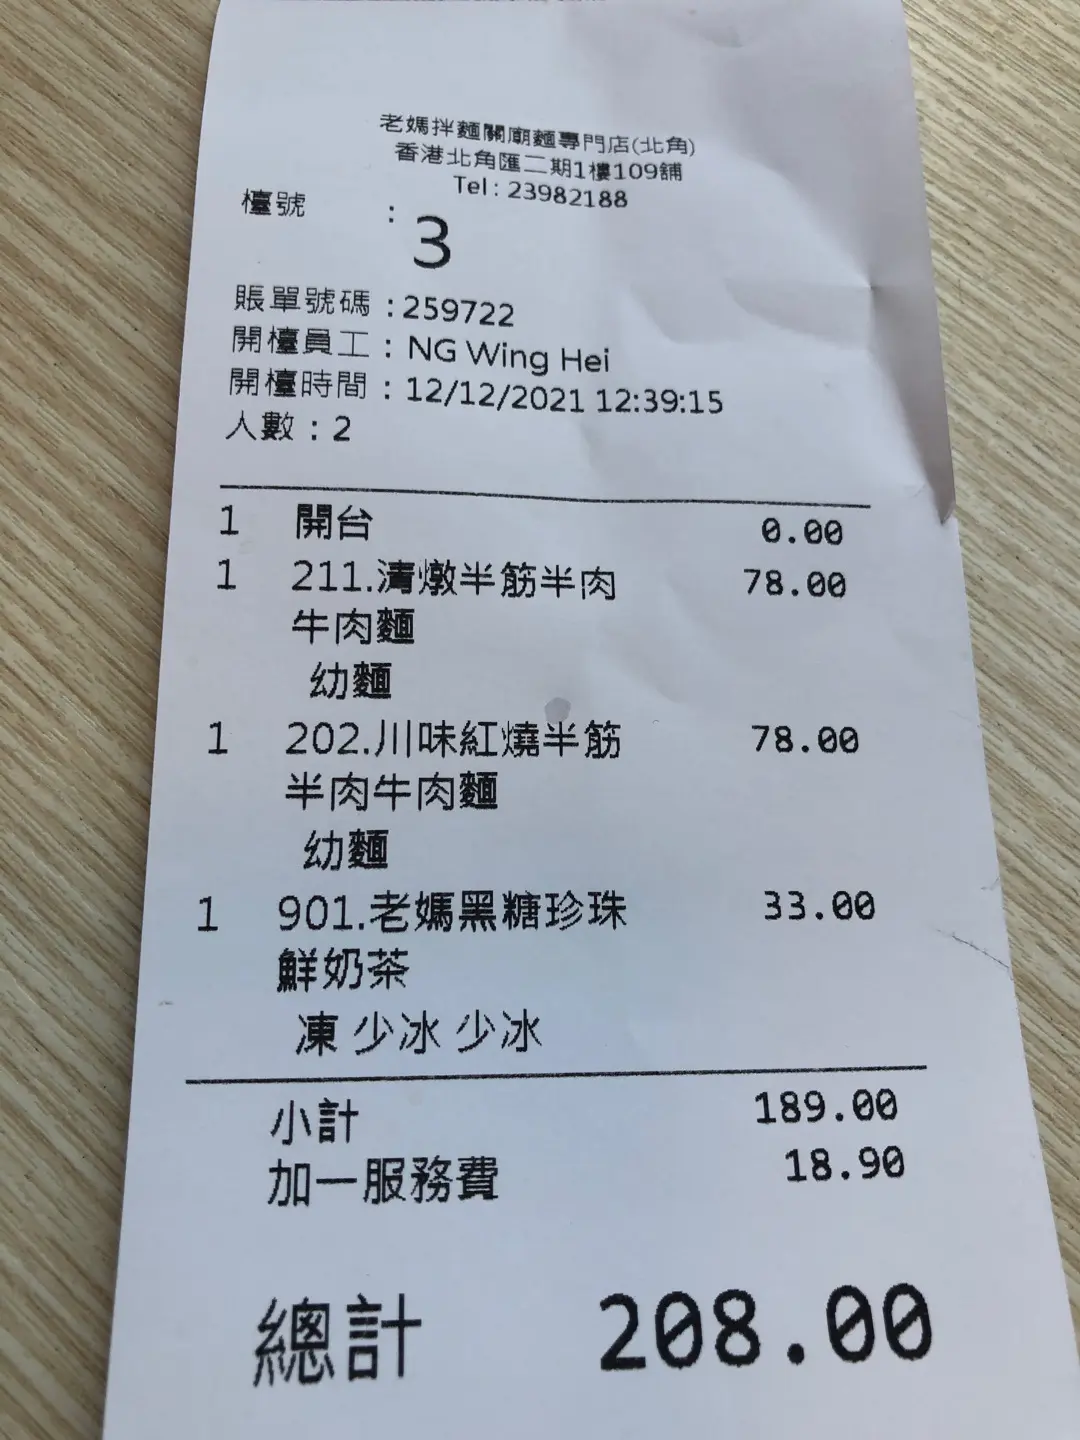 老媽拌麵關廟麵專門店(北角)
香港北角匯二期1樓109舖
Tel : 23982188
檯號 : 3
賬單號碼 : 259722
開檯員工 : NG Wing Hei
開檯時間 : 12/12/2021 12:39:15
人數 : 2
1 開台 0.00
1 211.清燉半筋半肉 78.00
牛肉麵
幼麵
1 202.川味紅燒半筋 78.00
半肉牛肉麵
幼麵
1 901.老媽黑糖珍珠 33.00
鮮奶茶
凍 少冰 少冰
小計 189.00
加一服務費 18.90
總計 208.00